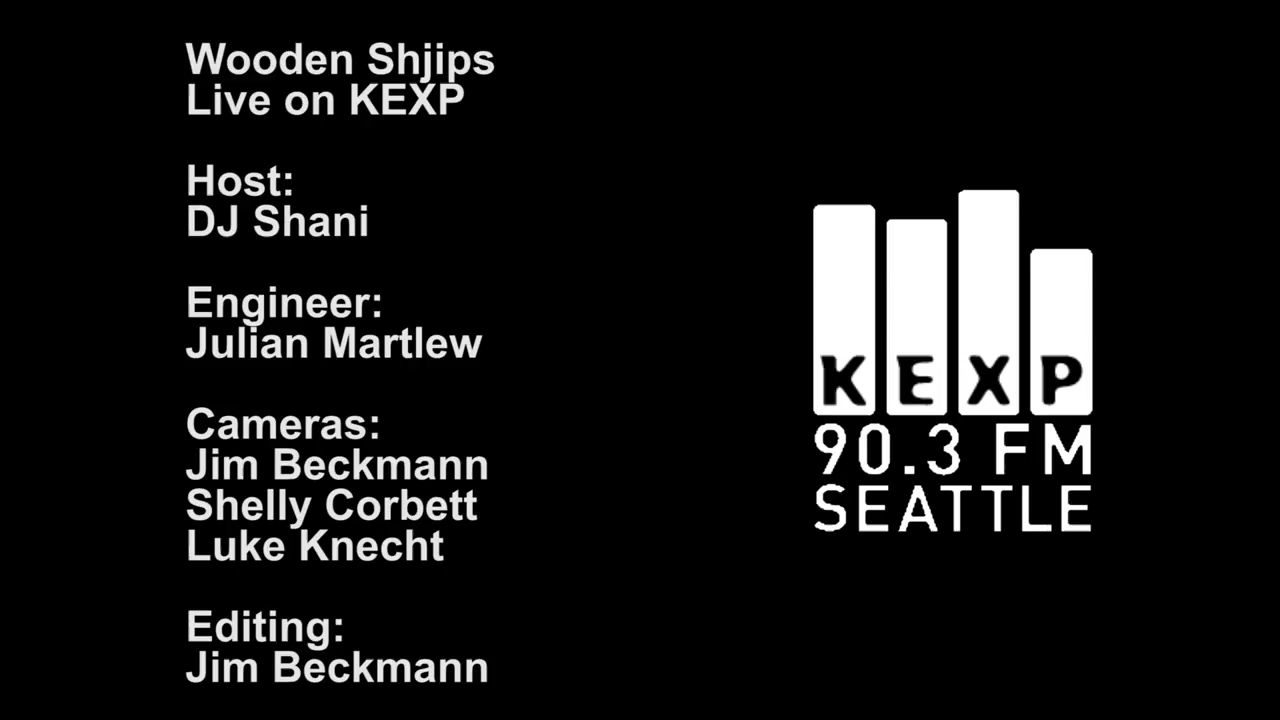 Wooden Shjips
Live on KEXP
Host:
DJ Shani
Engineer:
Julian Martlew
Cameras:
Jim Beckmann
Shelly Corbett
Luke Knecht
Editing:
Jim Beckmann
KEXP
90.3 FM
SEATTLE